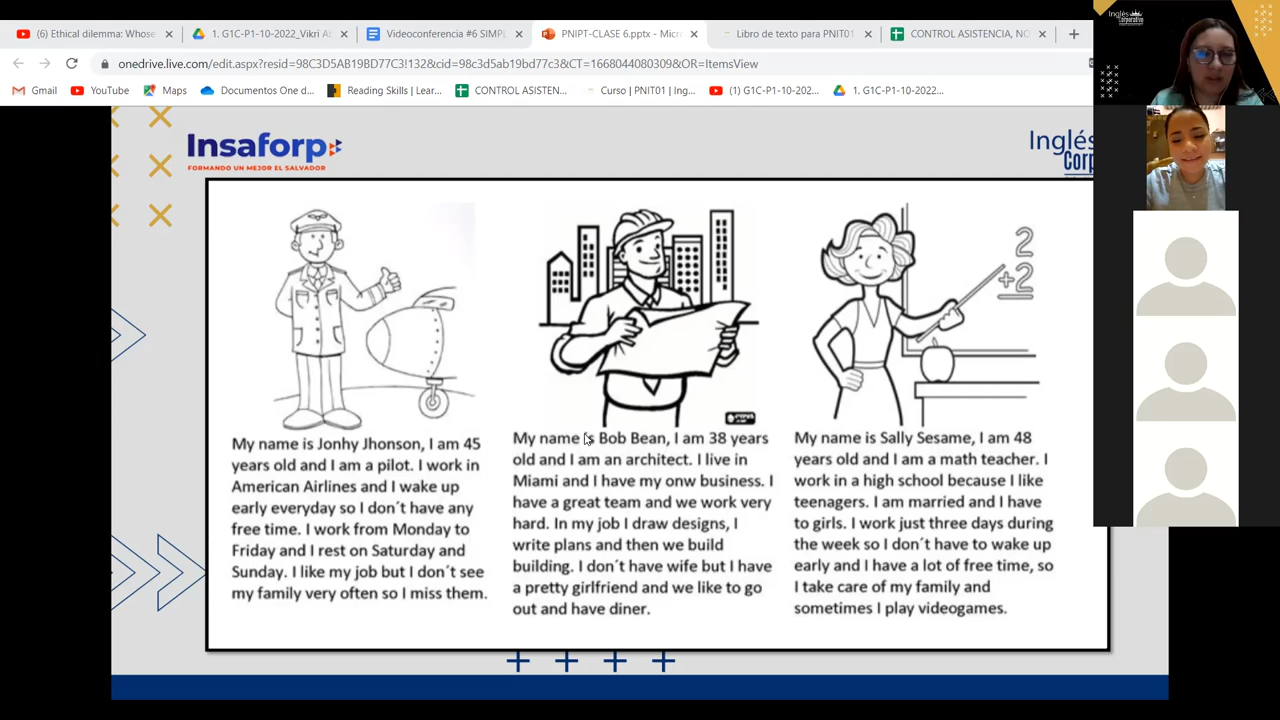 (6) Ethical dilemma: Whose
1. G1C-P1-10-2022_Vikri Al
Videoconferencia #6 SIMPL
PNIPT-CLASE 6.pptx - Micro
Libro de texto para PNIT01
CONTROL ASISTENCIA, NO
onedrive.live.com/edit.aspx?resid=98C3D5AB19BD77C3!132&cid=98c3d5ab19bd77c3&CT=1668044080309&OR=ItemsView
Gmail
YouTube
Maps
Documentos One d...
Reading Skills | Lear...
CONTROL ASISTEN...
Curso | PNIT01 | Ing...
(1) G1C-P1-10-202...
1. G1C-P1-10-2022...
Inglés
Corporativo
Insaforp
FORMANDO UN MEJOR EL SALVADOR
Inglés
Corp
2
+2
My name is Jonhy Jhonson, I am 45
years old and I am a pilot. I work in
American Airlines and I wake up
early everyday so I don´t have any
free time. I work from Monday to
Friday and I rest on Saturday and
Sunday. I like my job but I don´t see
my family very often so I miss them.
My name is Bob Bean, I am 38 years
old and I am an architect. I live in
Miami and I have my onw business. I
have a great team and we work very
hard. In my job I draw designs, I
write plans and then we build
building. I don´t have wife but I have
a pretty girlfriend and we like to go
out and have diner.
My name is Sally Sesame, I am 48
years old and I am a math teacher. I
work in a high school because I like
teenagers. I am married and I have
to girls. I work just three days during
the week so I don´t have to wake up
early and I have a lot of free time, so
I take care of my family and
sometimes I play videogames.